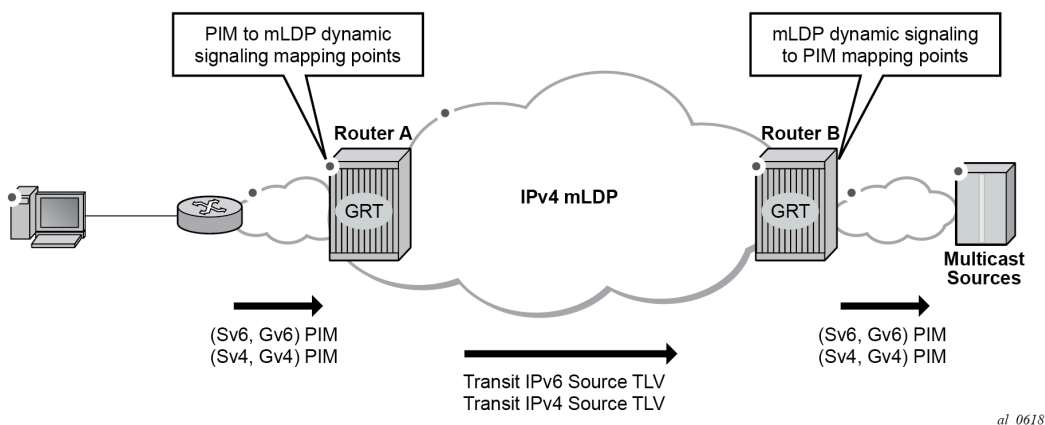 PIM to mLDP dynamic
signaling mapping points
mLDP dynamic signaling
to PIM mapping points
Router A
Router B
IPv4 mLDP
GRT
GRT
Multicast
Sources
(Sv6, Gv6) PIM
(Sv4, Gv4) PIM
(Sv6, Gv6) PIM
(Sv4, Gv4) PIM
Transit IPv6 Source TLV
Transit IPv4 Source TLV
al_0618